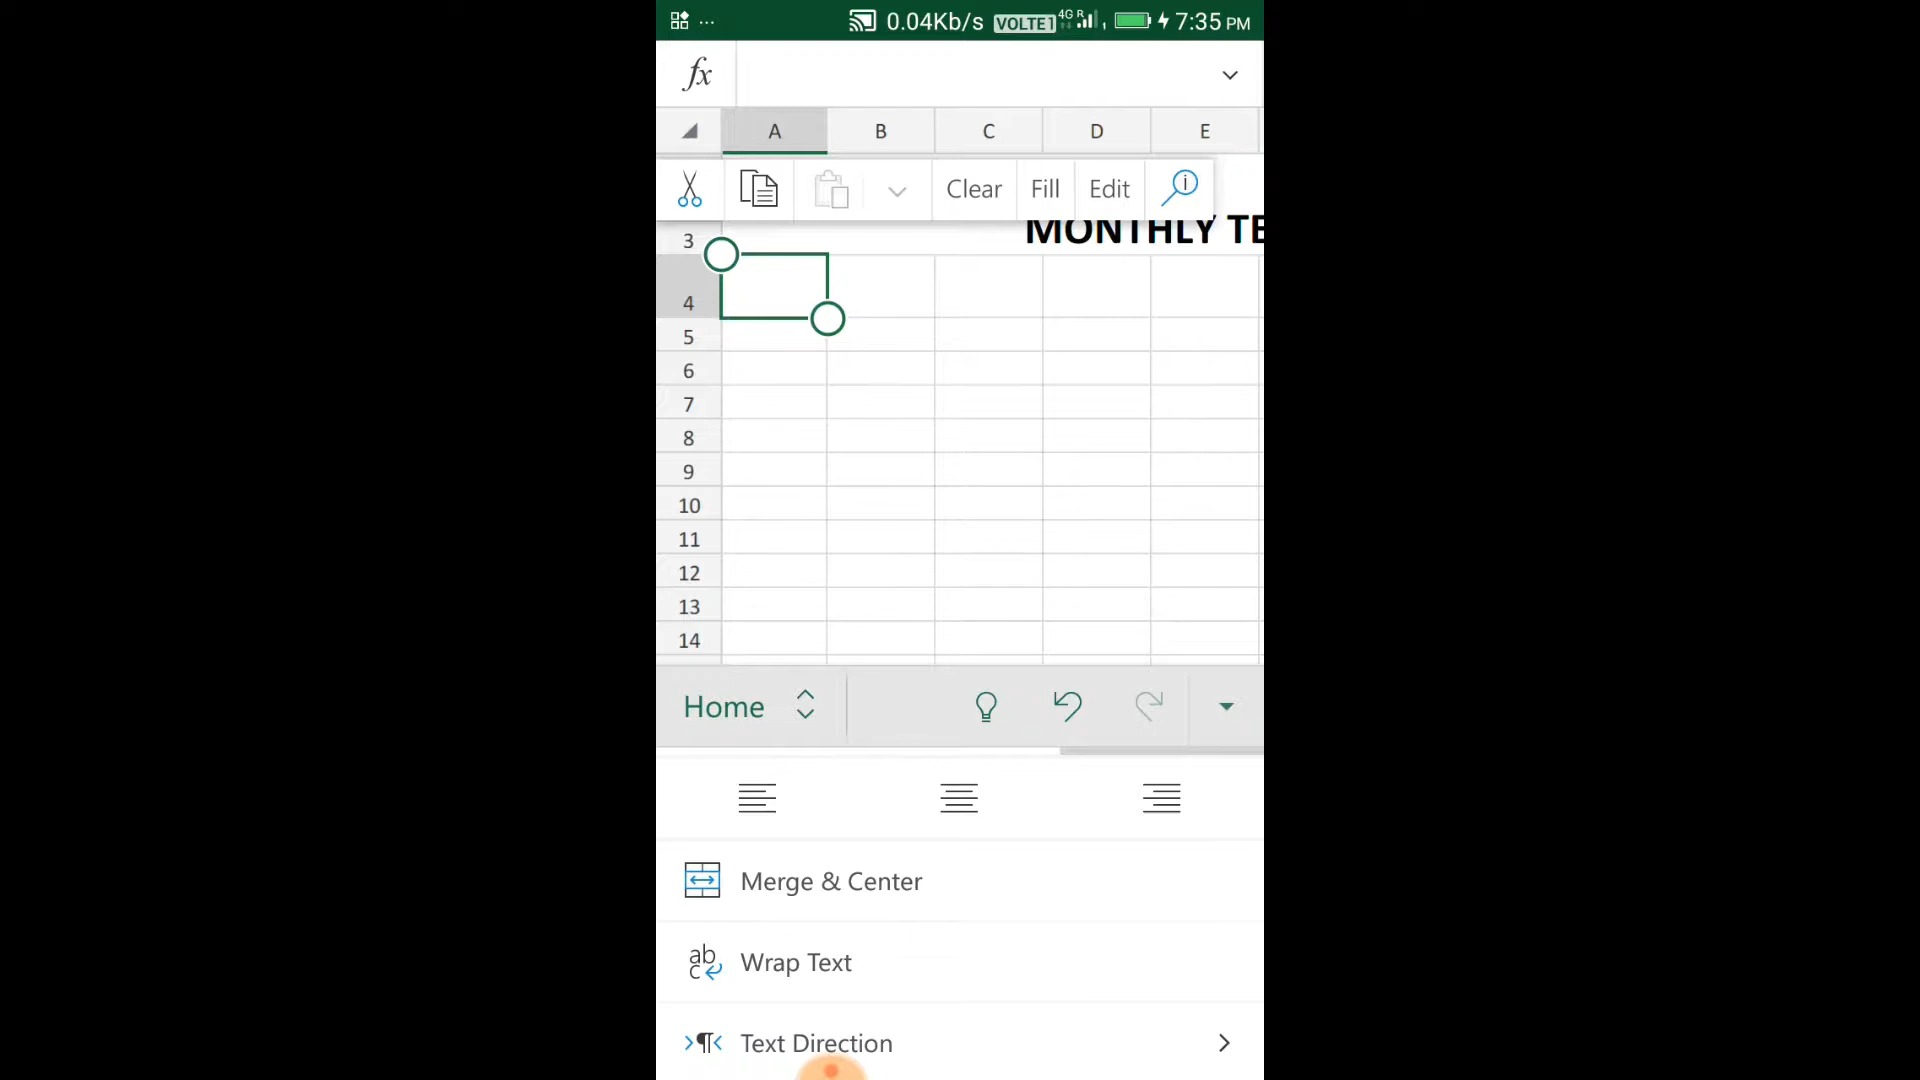 ... 0.04Kb/s VOLTE1 4G R 7:35 PM
fx
A B C D E
Clear Fill Edit
3 MONTHLY TE
4
5
6
7
8
9
10
11
12
13
14
Home
Merge & Center
ab
c Wrap Text
Text Direction